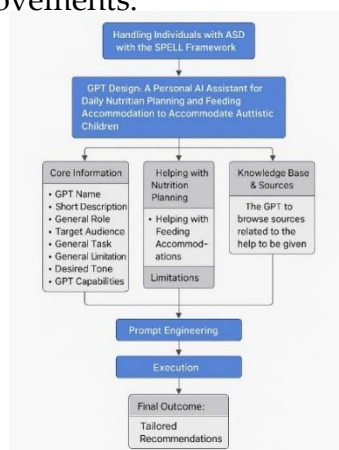 ovements.
Handling Individuals with ASD
with the SPELL Framework
GPT Design: A Personal AI Assistant for
Daily Nutritian Planning and Feeding
Accommodation to Accommodate Auttistic
Children
Core Information
• GPT Name
• Short Description
• General Role
• Target Audience
• General Task
• General Limitation
• Desired Tone
• GPT Capabilities
Helping with
Nutrition
Planning
• Helping with
Feeding
Accommod-
ations
Limitations
Knowledge Base
& Sources
The GPT to
browse sources
related to the
help to be given
Prompt Engineering
Execution
Final Outcome:
Tailored
Recommendations